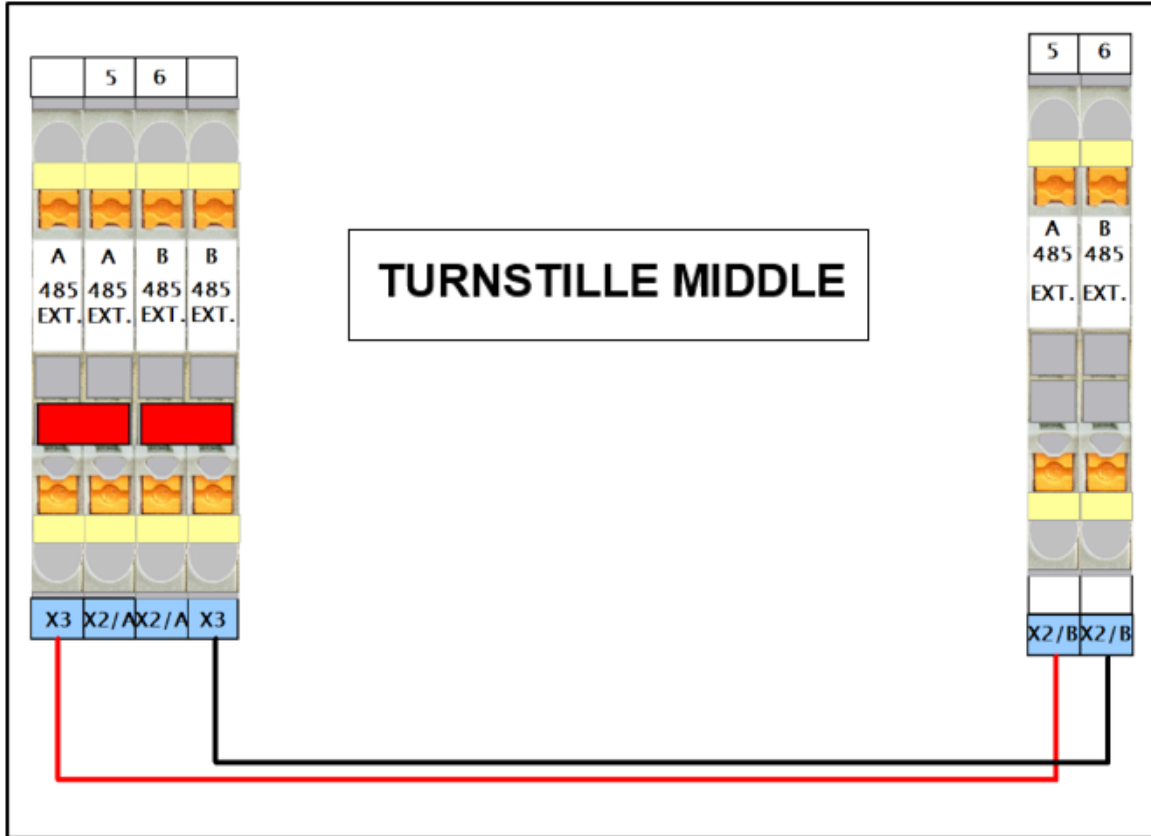 5 6
5 6
A A B B
485 485 485 485
EXT. EXT. EXT. EXT.
A B
485 485
EXT. EXT.
TURNSTILLE MIDDLE
X3 X2/A X2/A X3
X2/B X2/B